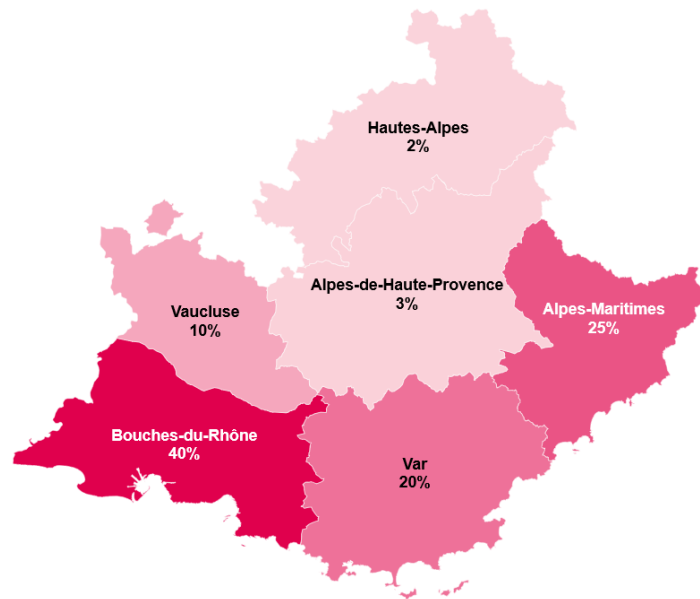 Hautes-Alpes
2%
Alpes-de-Haute-Provence
3%
Alpes-Maritimes
25%
Vaucluse
10%
Bouches-du-Rhône
40%
Var
20%